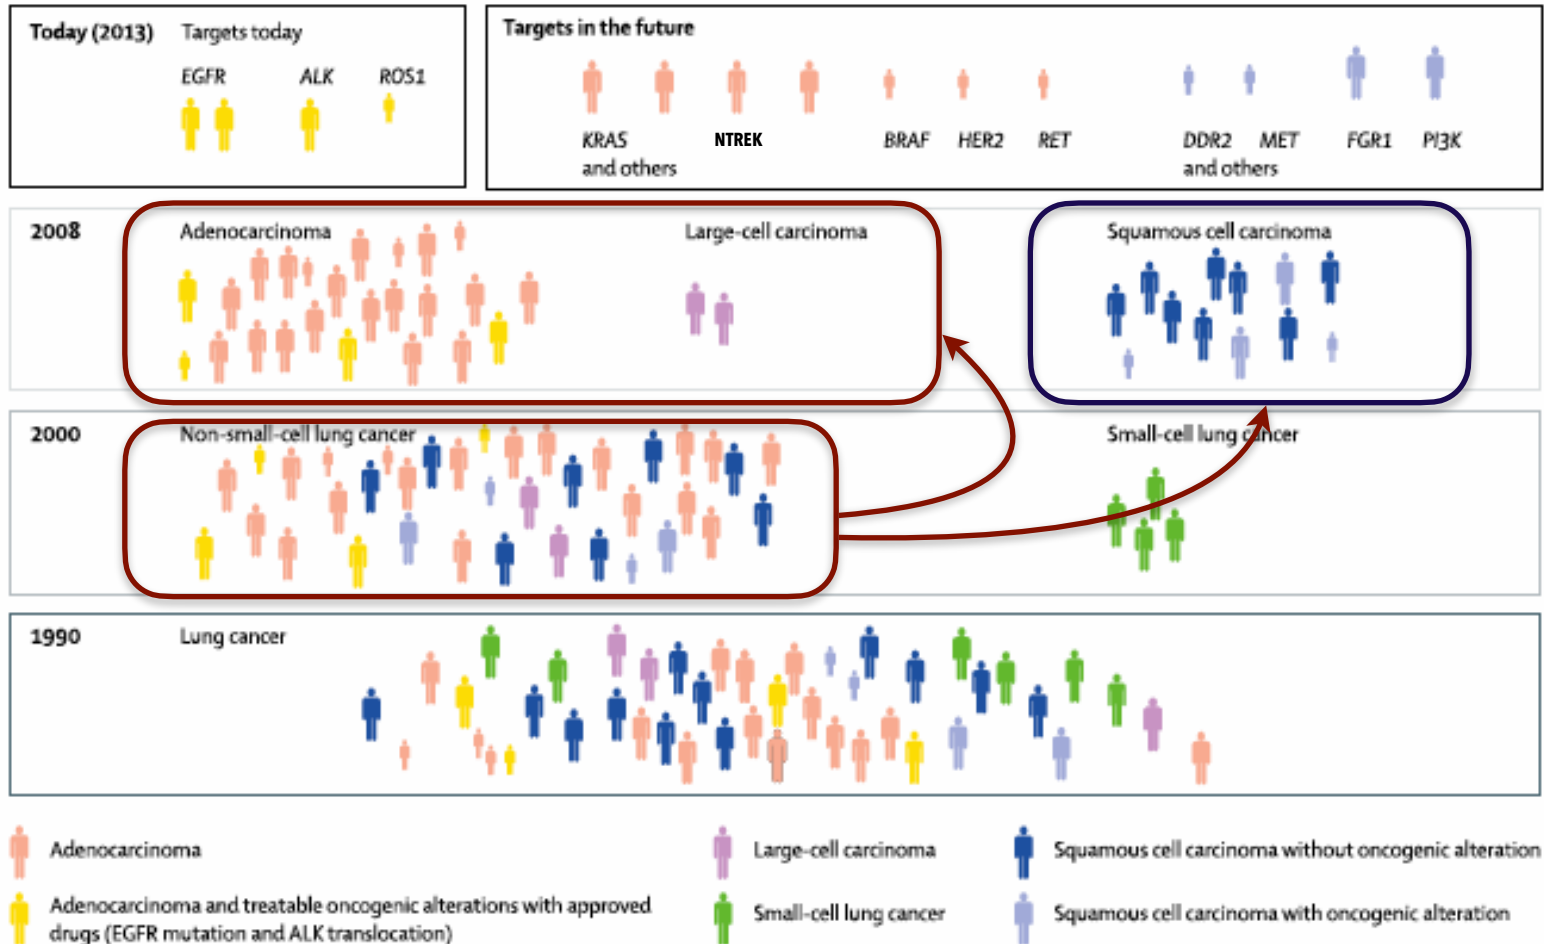 Today (2013) Targets today
EGFR ALK ROS1
Targets in the future
KRAS NTREK BRAF HER2 RET DDR2 MET FGR1 PI3K
and others and others
2008 Adenocarcinoma Large-cell carcinoma Squamous cell carcinoma
2000 Non-small-cell lung cancer Small-cell lung cancer
1990 Lung cancer
Adenocarcinoma
Adenocarcinoma and treatable oncogenic alterations with approved
drugs (EGFR mutation and ALK translocation)
Large-cell carcinoma
Small-cell lung cancer
Squamous cell carcinoma without oncogenic alteration
Squamous cell carcinoma with oncogenic alteration